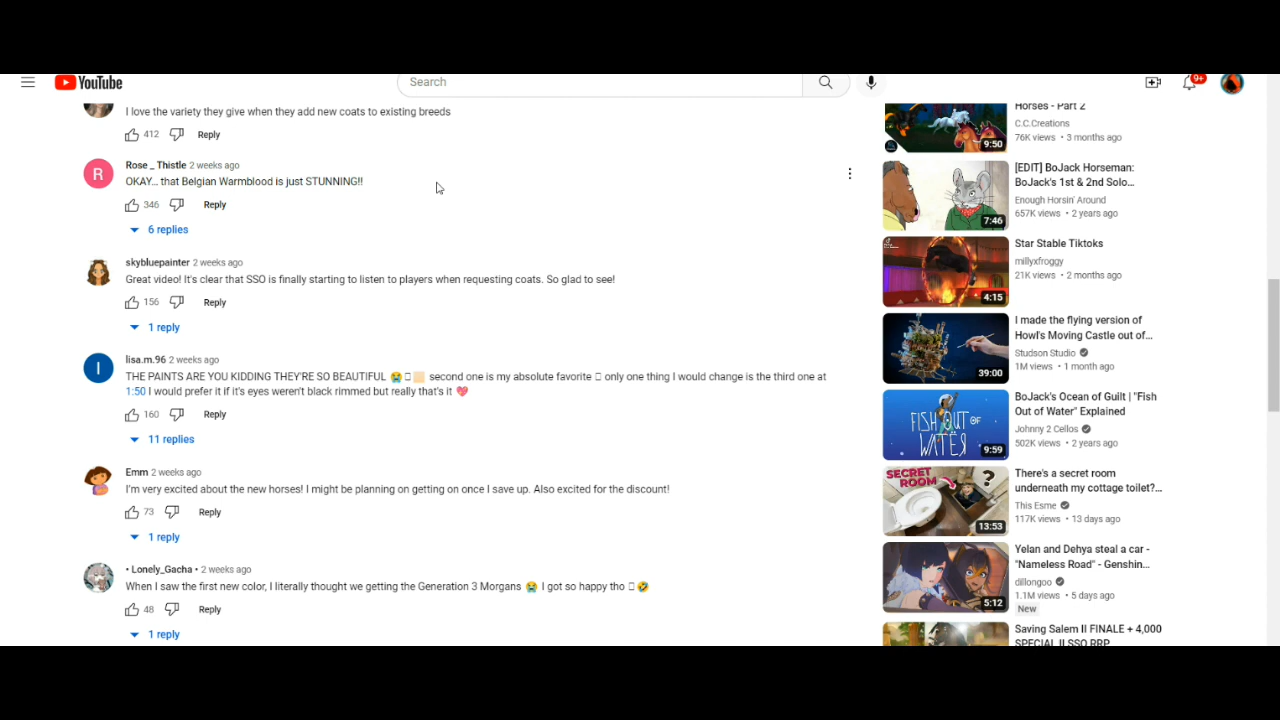 YouTube
Search
9+
I love the variety they give when they add new coats to existing breeds
412 Reply
Rose _ Thistle 2 weeks ago
OKAY... that Belgian Warmblood is just STUNNING!!
346 Reply
6 replies
skybluepainter 2 weeks ago
Great video! It's clear that SSO is finally starting to listen to players when requesting coats. So glad to see!
156 Reply
1 reply
lisa.m.96 2 weeks ago
THE PAINTS ARE YOU KIDDING THEY'RE SO BEAUTIFUL 😭 second one is my absolute favorite only one thing I would change is the third one at
1:50 I would prefer it if it's eyes weren't black rimmed but really that's it 💖
160 Reply
11 replies
Emm 2 weeks ago
I'm very excited about the new horses! I might be planning on getting on once I save up. Also excited for the discount!
73 Reply
1 reply
• Lonely_Gacha • 2 weeks ago
When I saw the first new color, I literally thought we getting the Generation 3 Morgans 😭 I got so happy tho 🤣
48 Reply
1 reply
Horses - Part 2
C.C.Creations
76K views • 3 months ago
9:50
[EDIT] BoJack Horseman:
BoJack's 1st & 2nd Solo...
Enough Horsin' Around
657K views • 2 years ago
7:46
Star Stable Tiktoks
millyxfroggy
21K views • 2 months ago
4:15
I made the flying version of
Howl's Moving Castle out of...
Studson Studio
1M views • 1 month ago
39:00
BoJack's Ocean of Guilt | "Fish
Out of Water" Explained
Johnny 2 Cellos
502K views • 2 years ago
FISH OUT OF
WATER
9:59
There's a secret room
underneath my cottage toilet?...
This Esme
117K views • 13 days ago
SECRET
ROOM
?
13:53
Yelan and Dehya steal a car -
"Nameless Road" - Genshin...
dillongoo
1.1M views • 5 days ago
New
5:12
Saving Salem II FINALE + 4,000
SPECIAL II SSO RRP